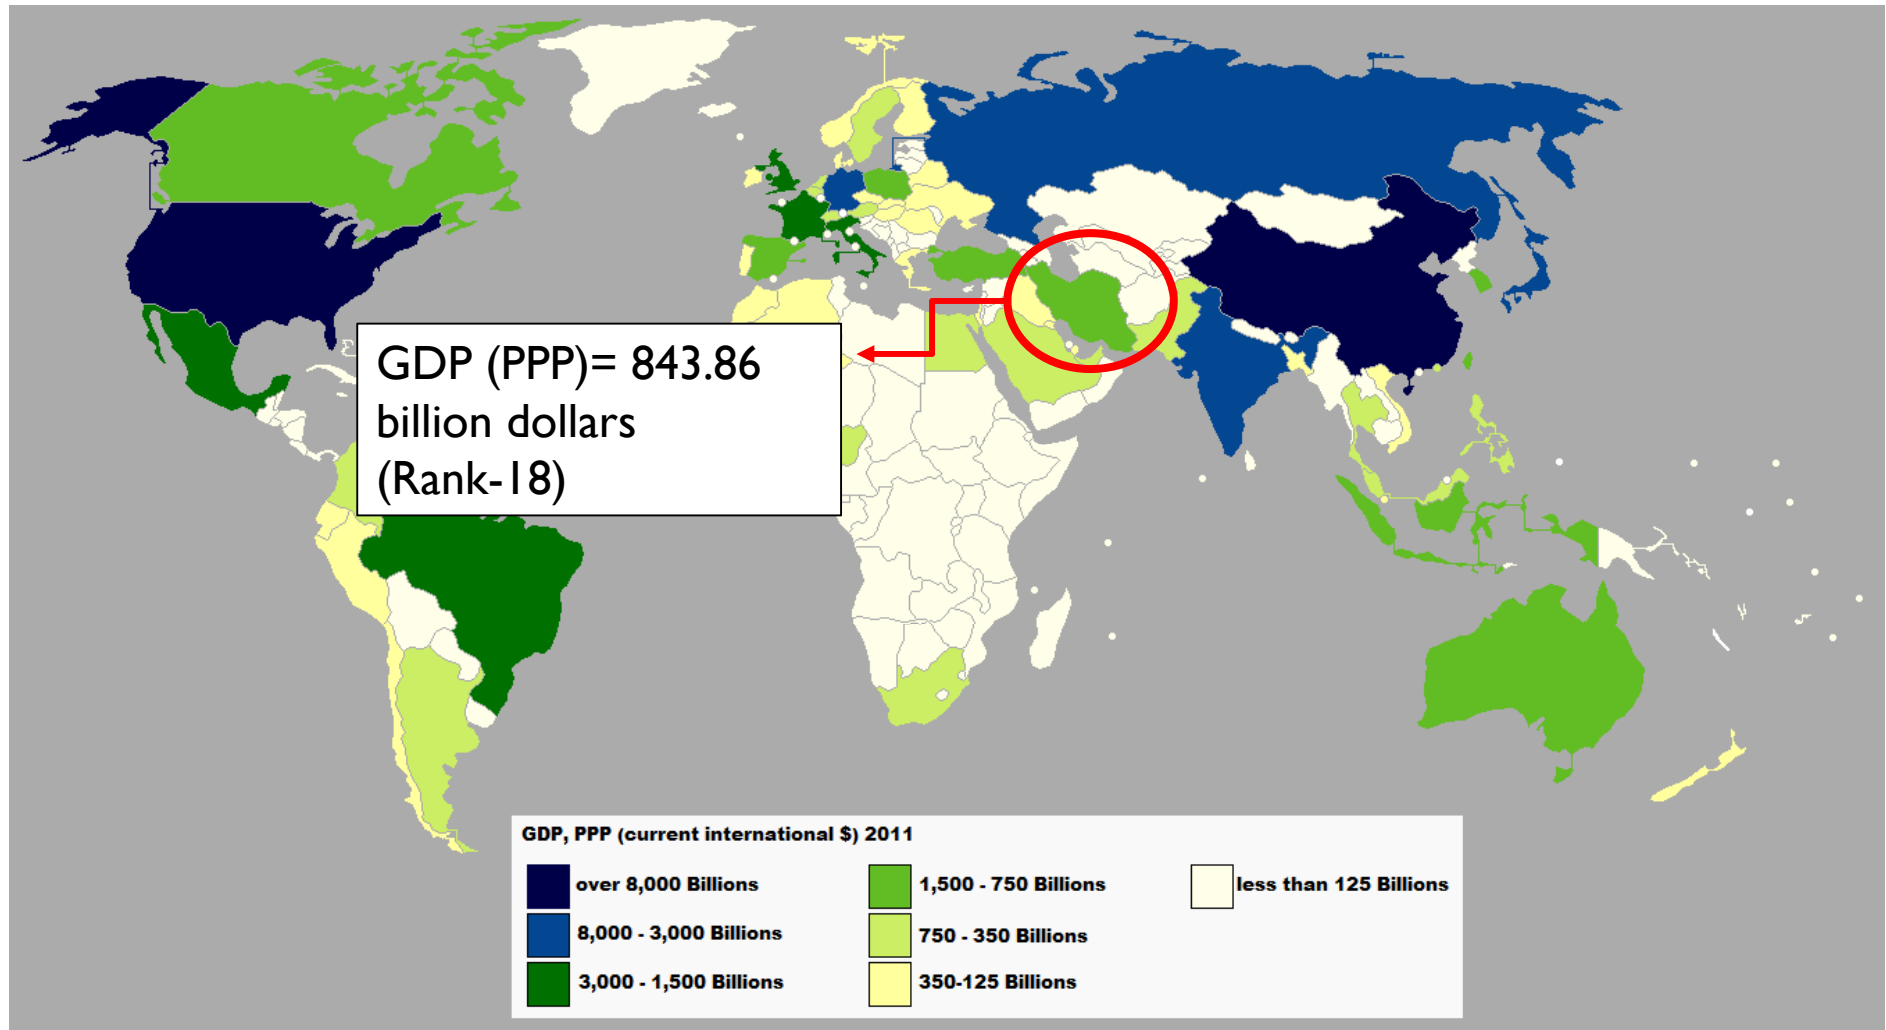 GDP (PPP)= 843.86
billion dollars
(Rank-18)
GDP, PPP (current international $) 2011
over 8,000 Billions
8,000 - 3,000 Billions
3,000 - 1,500 Billions
1,500 - 750 Billions
750 - 350 Billions
350-125 Billions
less than 125 Billions